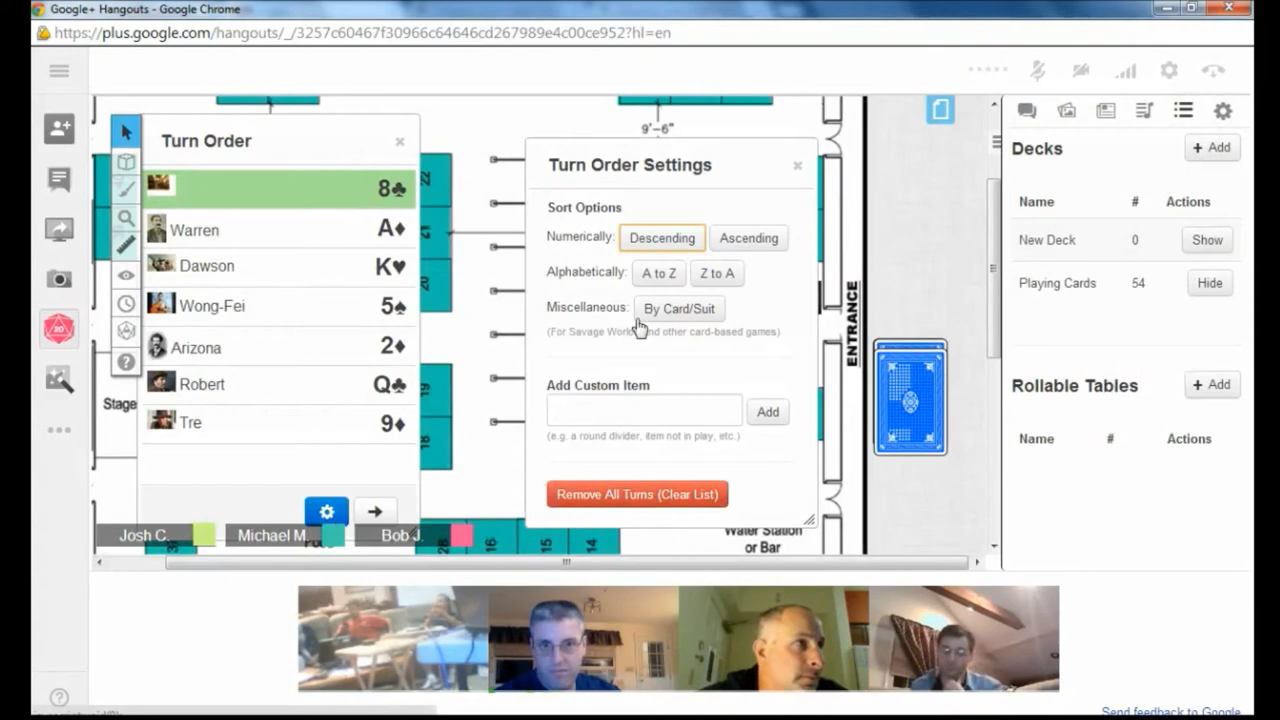 Google+ Hangouts - Google Chrome
https://plus.google.com/hangouts/_/3257c60467f30966c64646cd267989e4c00ce952?hl=en
9'-6"
Turn Order
8♣
Warren A♦
Dawson K♥
Wong-Fei 5♠
Arizona 2♦
Robert Q♣
Tre 9♦
Turn Order Settings
Sort Options
Numerically: Descending Ascending
Alphabetically: A to Z Z to A
Miscellaneous: By Card/Suit
(For Savage Worlds and other card-based games)
Add Custom Item
Add
(e.g. a round divider, item not in play, etc.)
Remove All Turns (Clear List)
Decks
+ Add
Name # Actions
New Deck 0 Show
Playing Cards 54 Hide
Rollable Tables
+ Add
Name # Actions
ENTRANCE
Stage
22
21
20
19
18
20
Josh C. Michael M. Bob J.
28 16 15 14
Water Station
or Bar
Send feedback to Google